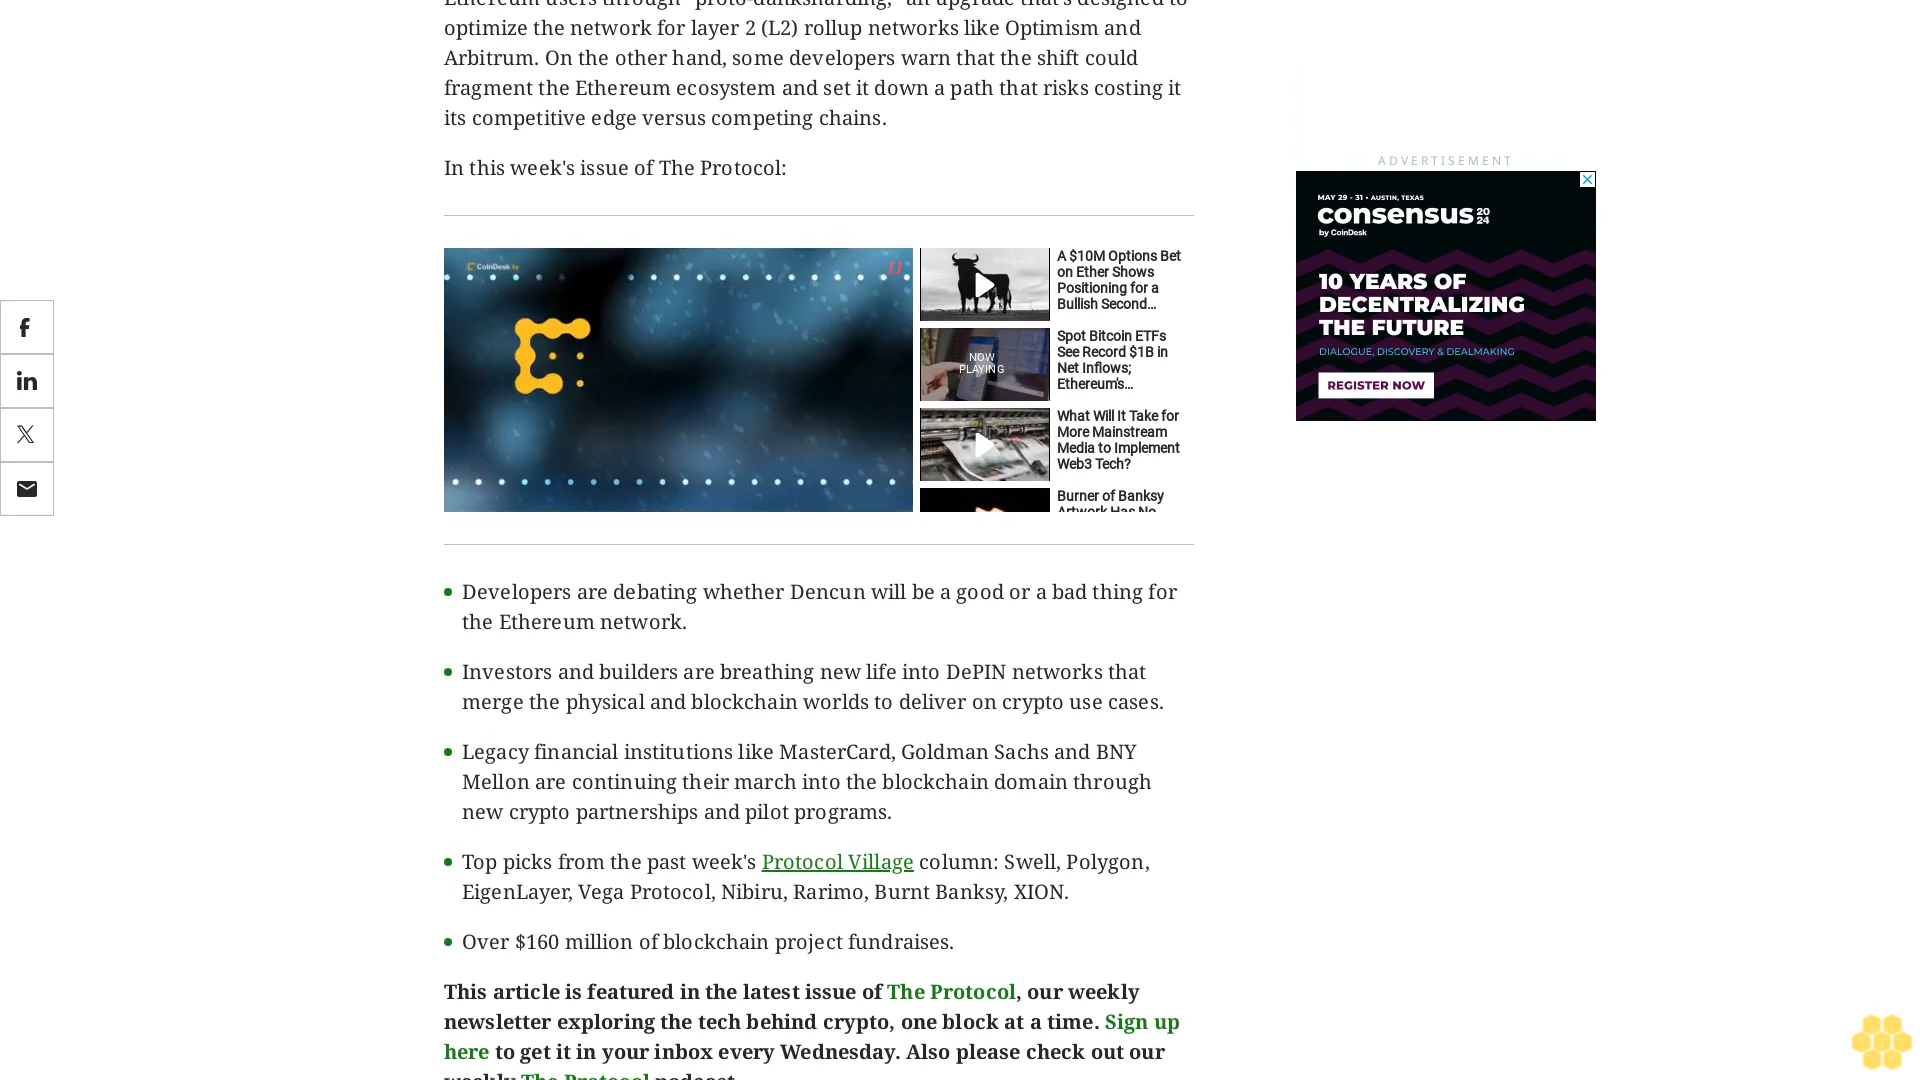 optimize the network for layer 2 (L2) rollup networks like Optimism and
Arbitrum. On the other hand, some developers warn that the shift could
fragment the Ethereum ecosystem and set it down a path that risks costing it
its competitive edge versus competing chains.
In this week's issue of The Protocol:
CoinDesk tv
A $10M Options Bet
on Ether Shows
Positioning for a
Bullish Second...
NOW
PLAYING
Spot Bitcoin ETFs
See Record $1B in
Net Inflows;
Ethereum's...
What Will It Take for
More Mainstream
Media to Implement
Web3 Tech?
Burner of Banksy
Artwork Has No
Developers are debating whether Dencun will be a good or a bad thing for
the Ethereum network.
Investors and builders are breathing new life into DePIN networks that
merge the physical and blockchain worlds to deliver on crypto use cases.
Legacy financial institutions like MasterCard, Goldman Sachs and BNY
Mellon are continuing their march into the blockchain domain through
new crypto partnerships and pilot programs.
Top picks from the past week's Protocol Village column: Swell, Polygon,
EigenLayer, Vega Protocol, Nibiru, Rarimo, Burnt Banksy, XION.
Over $160 million of blockchain project fundraises.
This article is featured in the latest issue of The Protocol, our weekly
newsletter exploring the tech behind crypto, one block at a time. Sign up
here to get it in your inbox every Wednesday. Also please check out our
weekly The Protocol podcast.
ADVERTISEMENT
MAY 29 - 31 • AUSTIN, TEXAS
consensus 2024
by CoinDesk
10 YEARS OF
DECENTRALIZING
THE FUTURE
DIALOGUE, DISCOVERY & DEALMAKING
REGISTER NOW